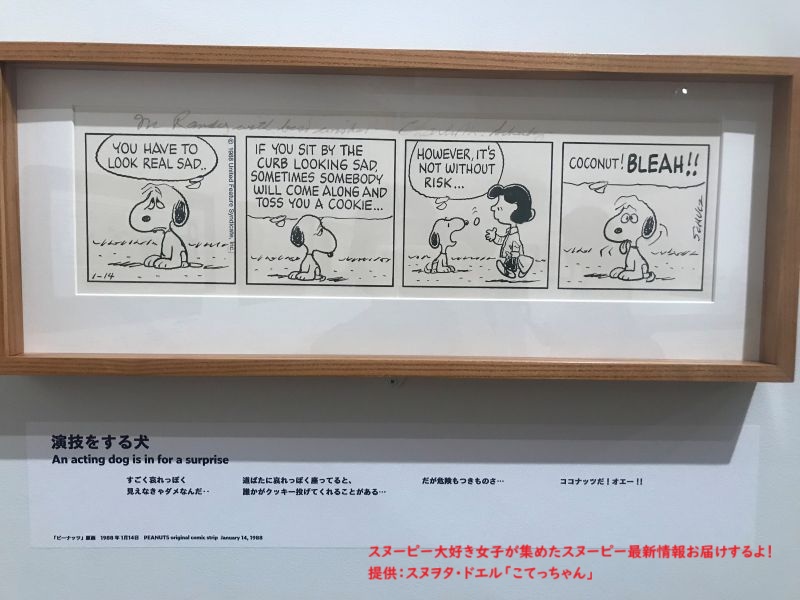 Mr. Rander with best wishes Charles M. Schulz
YOU HAVE TO
LOOK REAL SAD..
© 1988 United Feature Syndicate, Inc.
1-14
IF YOU SIT BY THE
CURB LOOKING SAD,
SOMETIMES SOMEBODY
WILL COME ALONG AND
TOSS YOU A COOKIE...
HOWEVER, IT'S
NOT WITHOUT
RISK...
COCONUT! BLEAH!!
SCHULZ
演技をする犬
An acting dog is in for a surprise
すごく哀れっぽく
見えなきゃダメなんだ‥
道ばたに哀れっぽく座ってると、
誰かがクッキー投げてくれることがある…
だが危険もつきものさ…
ココナッツだ！オエー!!
「ピーナッツ」原画 1988年1月14日 PEANUTS original comic strip January 14, 1988
スヌーピー大好き女子が集めたスヌーピー最新情報お届けするよ！
提供：スヌヲタ・ドエル「こてっちゃん」